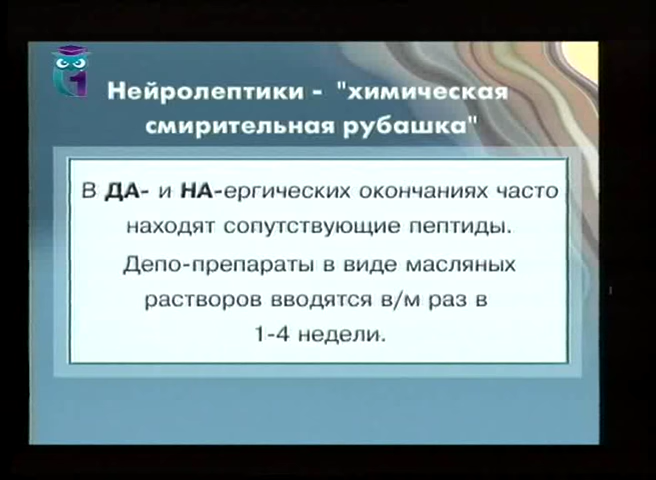 1
Нейролептики - "химическая
смирительная рубашка"
В ДА- и НА-ергических окончаниях часто
находят сопутствующие пептиды.
Депо-препараты в виде масляных
растворов вводятся в/м раз в
1-4 недели.